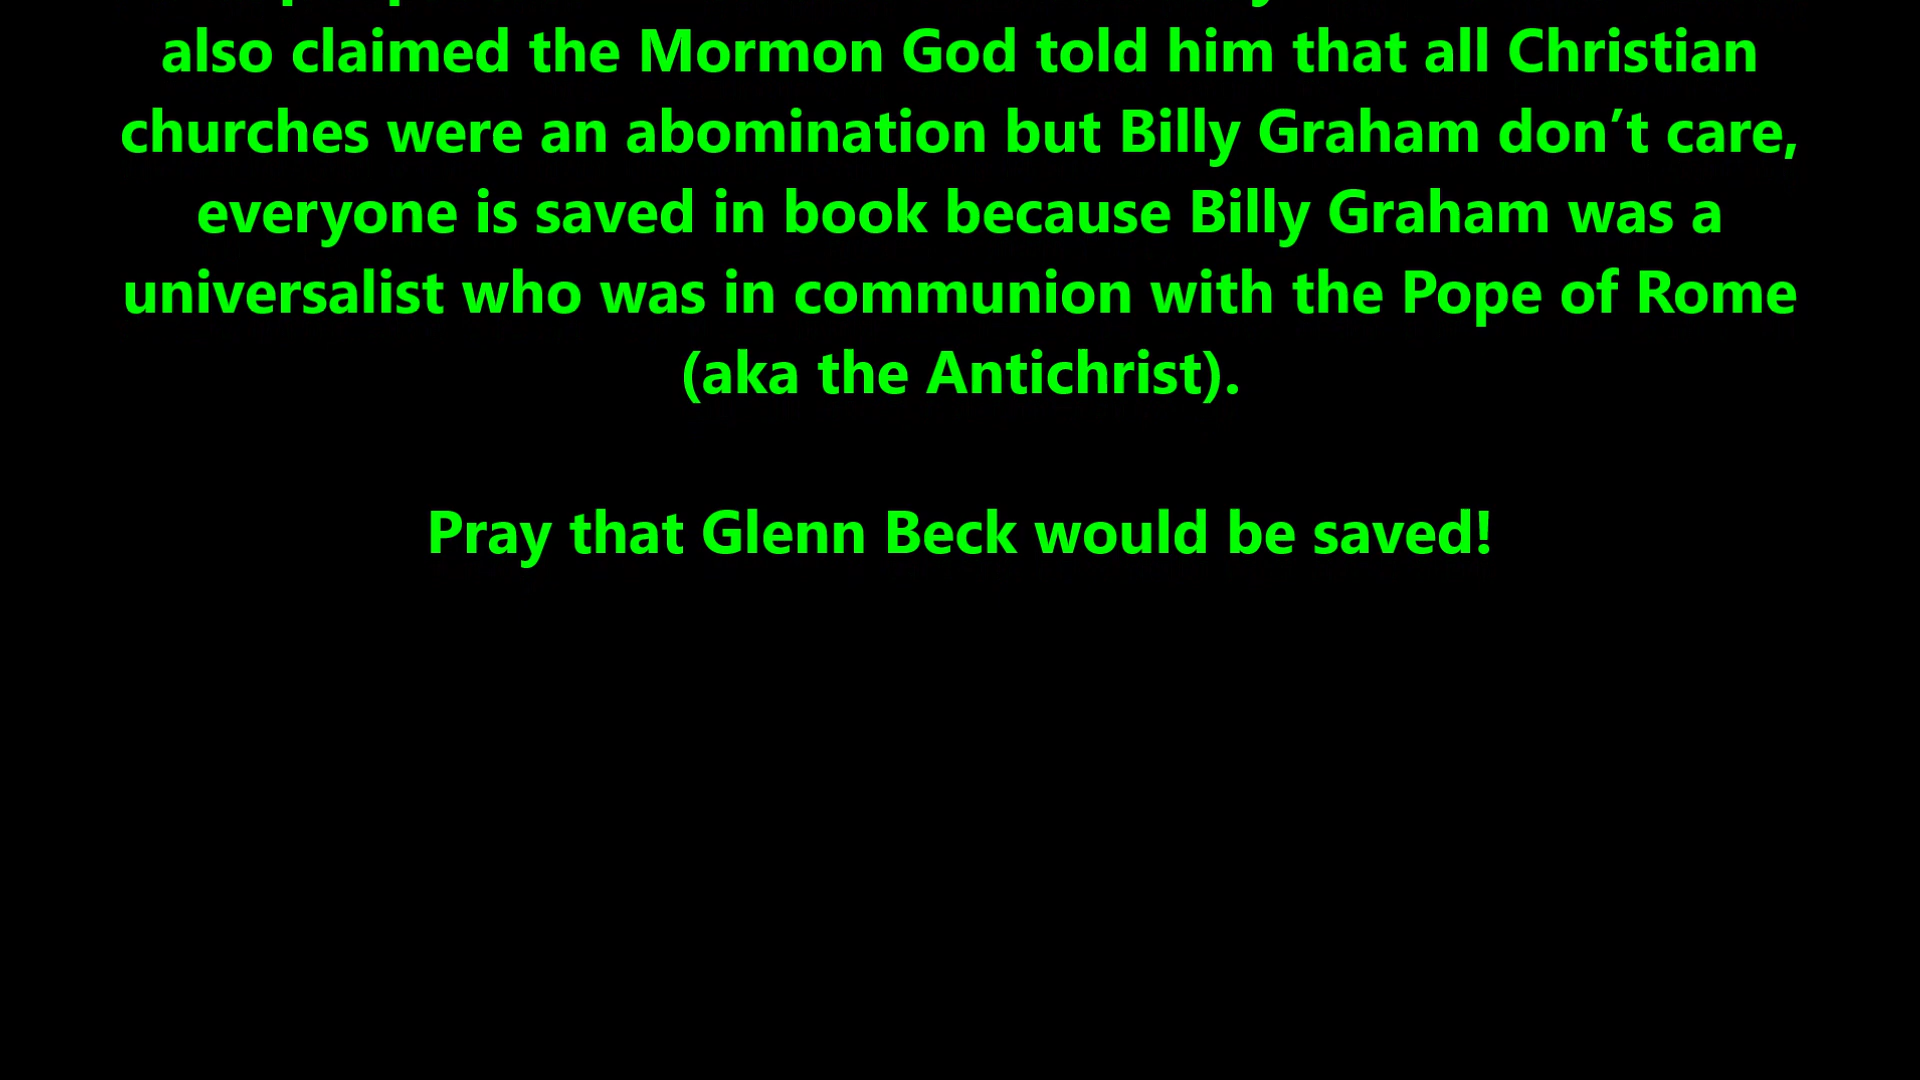 also claimed the Mormon God told him that all Christian
churches were an abomination but Billy Graham don’t care,
everyone is saved in book because Billy Graham was a
universalist who was in communion with the Pope of Rome
(aka the Antichrist).
Pray that Glenn Beck would be saved!